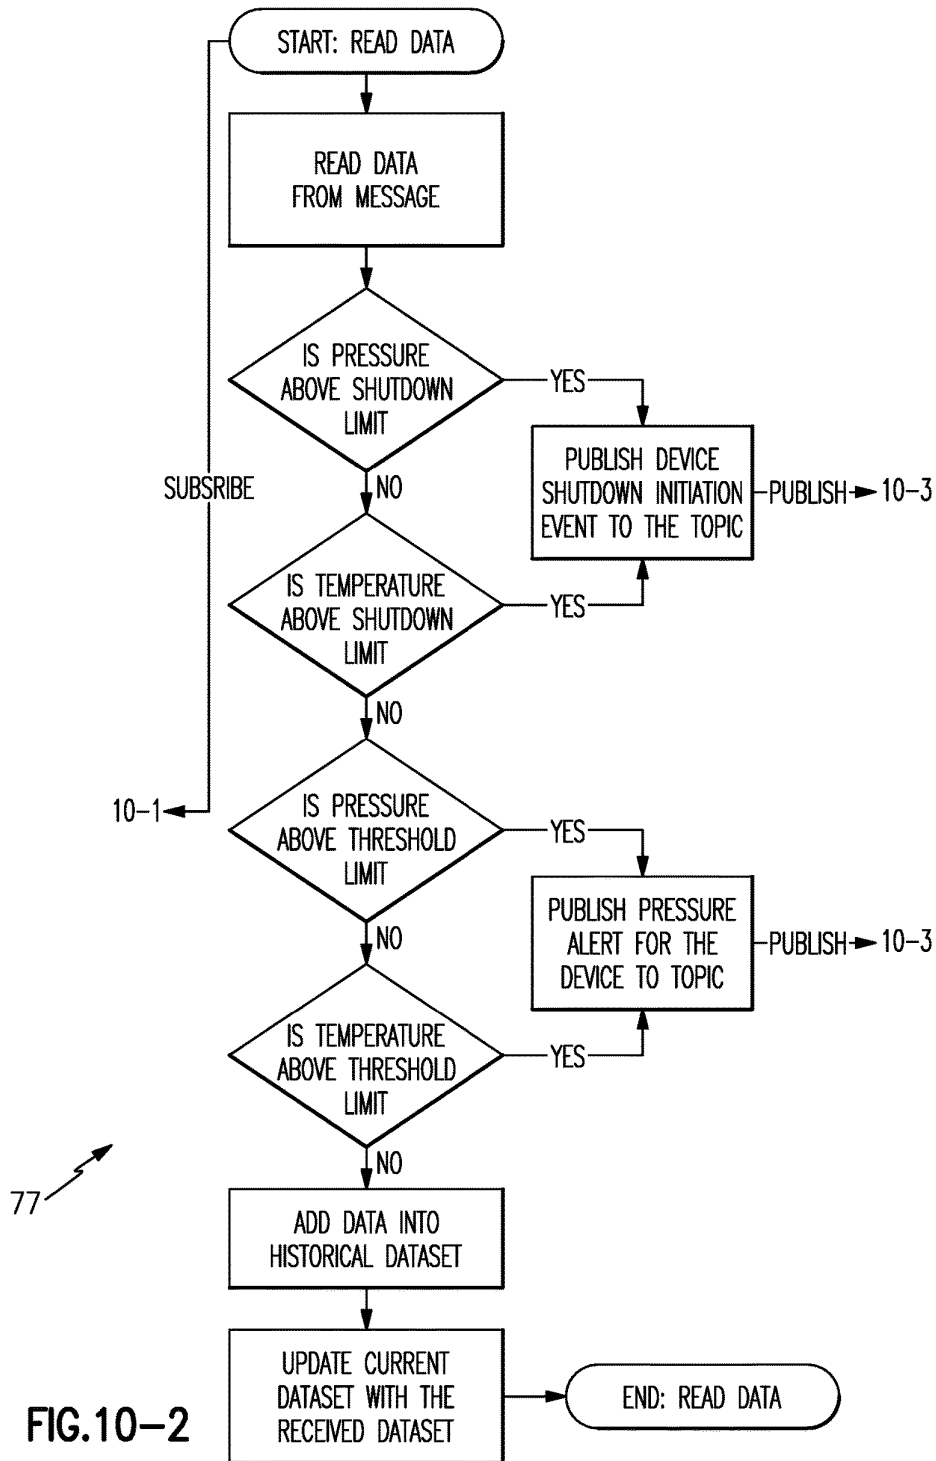 START: READ DATA
READ DATA
FROM MESSAGE
IS PRESSURE
ABOVE SHUTDOWN
LIMIT
YES
PUBLISH DEVICE
SHUTDOWN INITIATION
EVENT TO THE TOPIC
PUBLISH
10-3
SUBSRIBE
NO
IS TEMPERATURE
ABOVE SHUTDOWN
LIMIT
YES
NO
10-1
IS PRESSURE
ABOVE THRESHOLD
LIMIT
YES
PUBLISH PRESSURE
ALERT FOR THE
DEVICE TO TOPIC
PUBLISH
10-3
NO
IS TEMPERATURE
ABOVE THRESHOLD
LIMIT
YES
NO
77
ADD DATA INTO
HISTORICAL DATASET
UPDATE CURRENT
DATASET WITH THE
RECEIVED DATASET
END: READ DATA
FIG.10-2